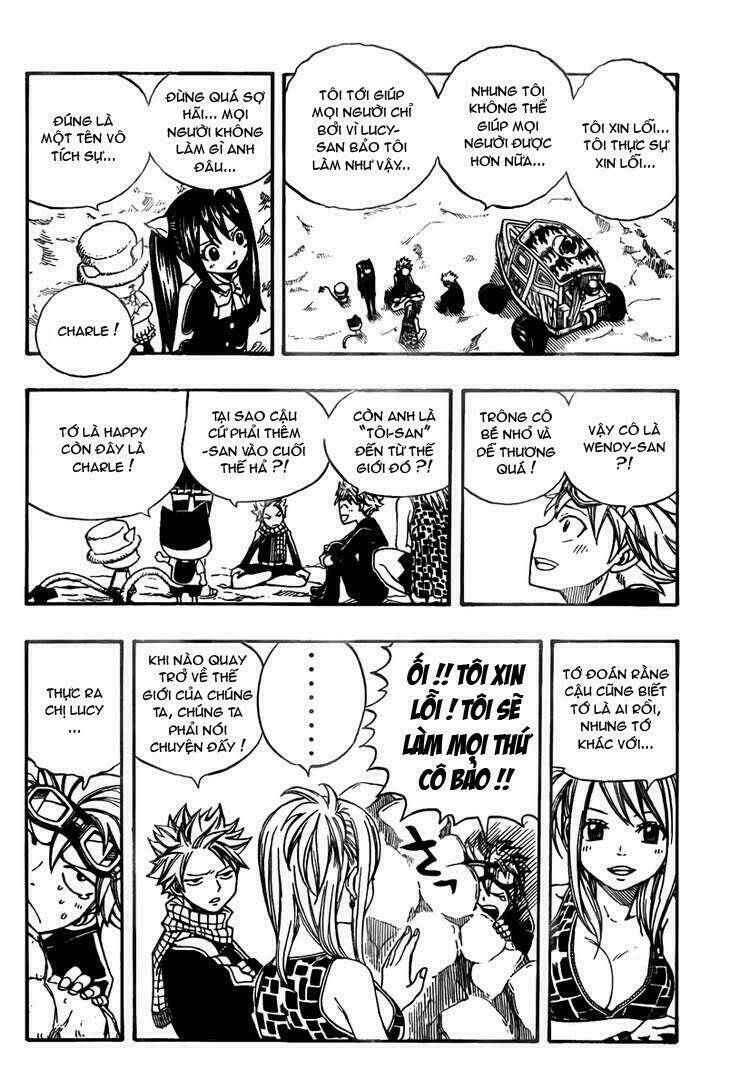 TÔI XIN LỖI...
TÔI THỰC SỰ
XIN LỖI...
NHƯNG TÔI
KHÔNG THỂ
GIÚP MỌI
NGƯỜI ĐƯỢC
HƠN NỮA...
TÔI TỚI GIÚP
MỌI NGƯỜI CHỈ
BỞI VÌ LUCY-
SAN BẢO TÔI
LÀM NHƯ VẬY..
ĐỪNG QUÁ SỢ
HÃI... MỌI
NGƯỜI KHÔNG
LÀM GÌ ANH
ĐÂU...
ĐÚNG LÀ
MỘT TÊN VÔ
TÍCH SỰ...
CHARLE !
VẬY CÔ LÀ
WENDY-SAN
?!
TRÔNG CÔ
BÉ NHỎ VÀ
DỄ THƯƠNG
QUÁ !
CÒN ANH LÀ
"TÔI-SAN"
ĐẾN TỪ THẾ
GIỚI ĐÓ ?!
TẠI SAO CẬU
CỨ PHẢI THÊM
-SAN VÀO CUỐI
THẾ HẢ ?!
TỚ LÀ HAPPY
CÒN ĐÂY LÀ
CHARLE !
TỚ ĐOÁN RẰNG
CẬU CŨNG BIẾT
TỚ LÀ AI RỒI,
NHƯNG TỚ
KHÁC VỚI...
ỐI !! TÔI XIN
LỖI ! TÔI SẼ
LÀM MỌI THỨ
CÔ BẢO !!
KHI NÀO QUAY
TRỞ VỀ THẾ
GIỚI CỦA CHÚNG
TA, CHÚNG TA
PHẢI NÓI
CHUYỆN ĐẤY !
THỰC RA
CHỊ LUCY
...